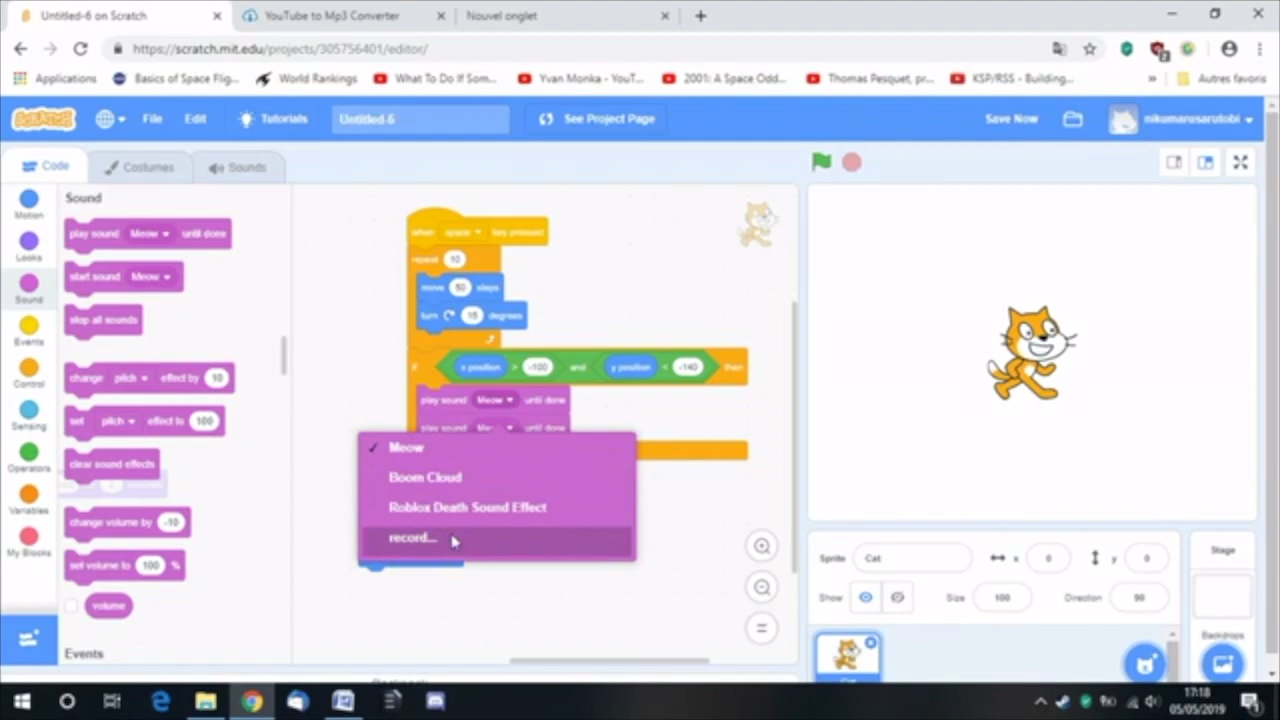 Untitled-6 on Scratch
YouTube to Mp3 Converter
Nouvel onglet
https://scratch.mit.edu/projects/305756401/editor/
Applications
Basics of Space Flig...
World Rankings
What To Do If Som...
Yvan Monka - YouT...
2001: A Space Odd...
Thomas Pesquet, pr...
KSP/RSS - Building...
»
Autres favoris
SCRATCH
File
Edit
Tutorials
Untitled-6
See Project Page
Save Now
nikumarusarutobi
Code
Costumes
Sounds
Motion
Looks
Sound
Events
Control
Sensing
Operators
Variables
My Blocks
Sound
play sound Meow until done
start sound Meow
stop all sounds
change pitch effect by 10
set pitch effect to 100
clear sound effects
change volume by -10
set volume to 100 %
volume
Events
when space key pressed
repeat 10
move 50 steps
turn 15 degrees
if x position > -100 and y position < -140 then
play sound Meow until done
play sound until done
✓ Meow
Boom Cloud
Roblox Death Sound Effect
record...
Sprite
Cat
x
0
y
0
Show
Size
100
Direction
90
Stage
Backdrops
17:18
05/05/2019